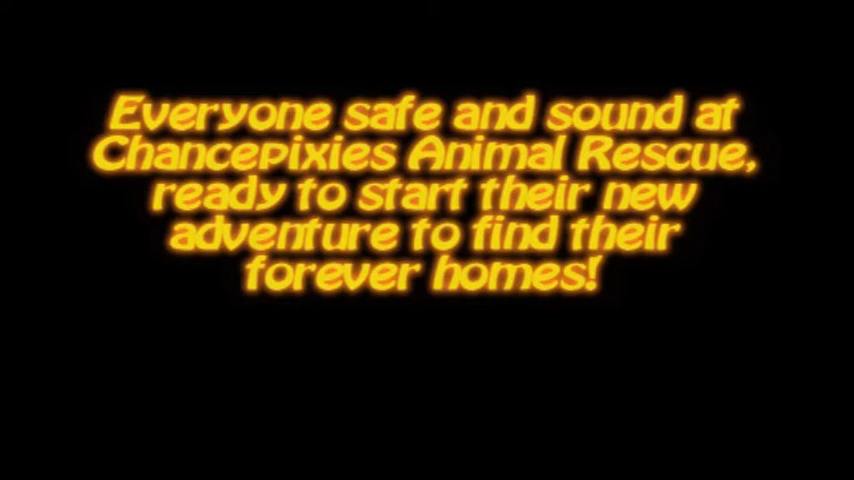 Everyone safe and sound at
Chancepixies Animal Rescue,
ready to start their new
adventure to find their
forever homes!